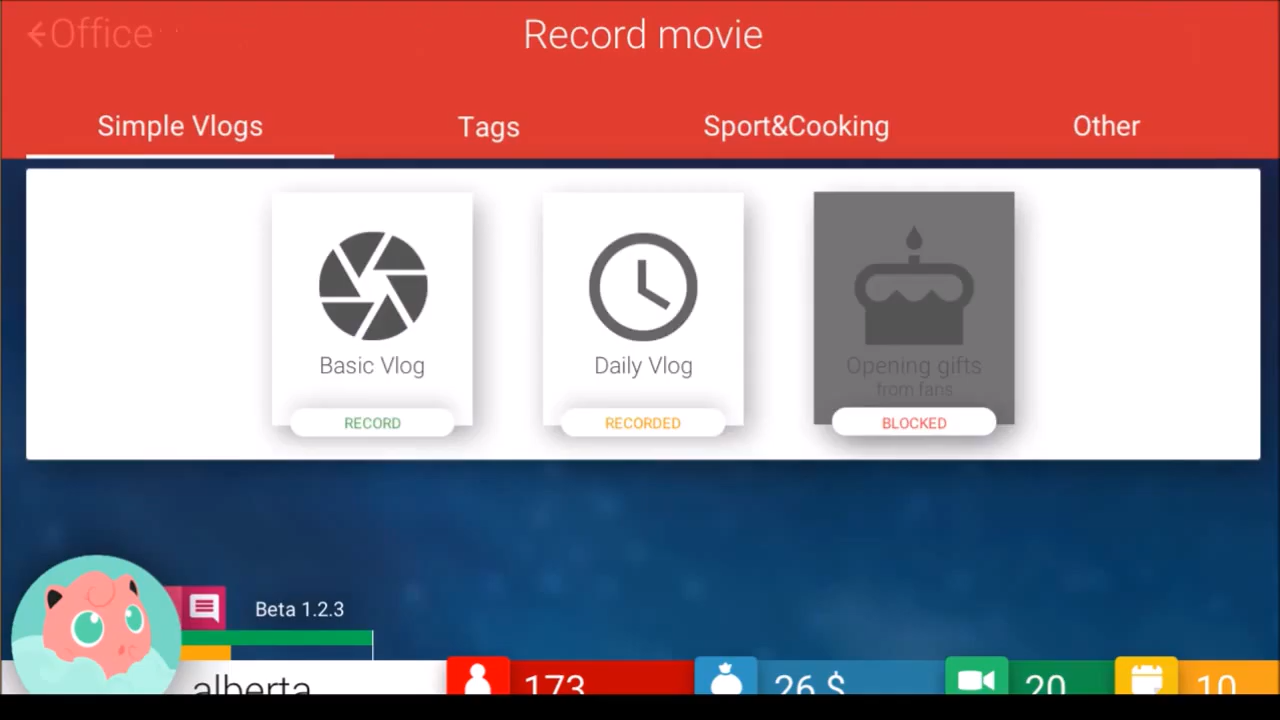 Office
Record movie
Simple Vlogs
Tags
Sport&Cooking
Other
Basic Vlog
RECORD
Daily Vlog
RECORDED
Opening gifts
from fans
BLOCKED
Beta 1.2.3
alberta
173
26 $
20
10